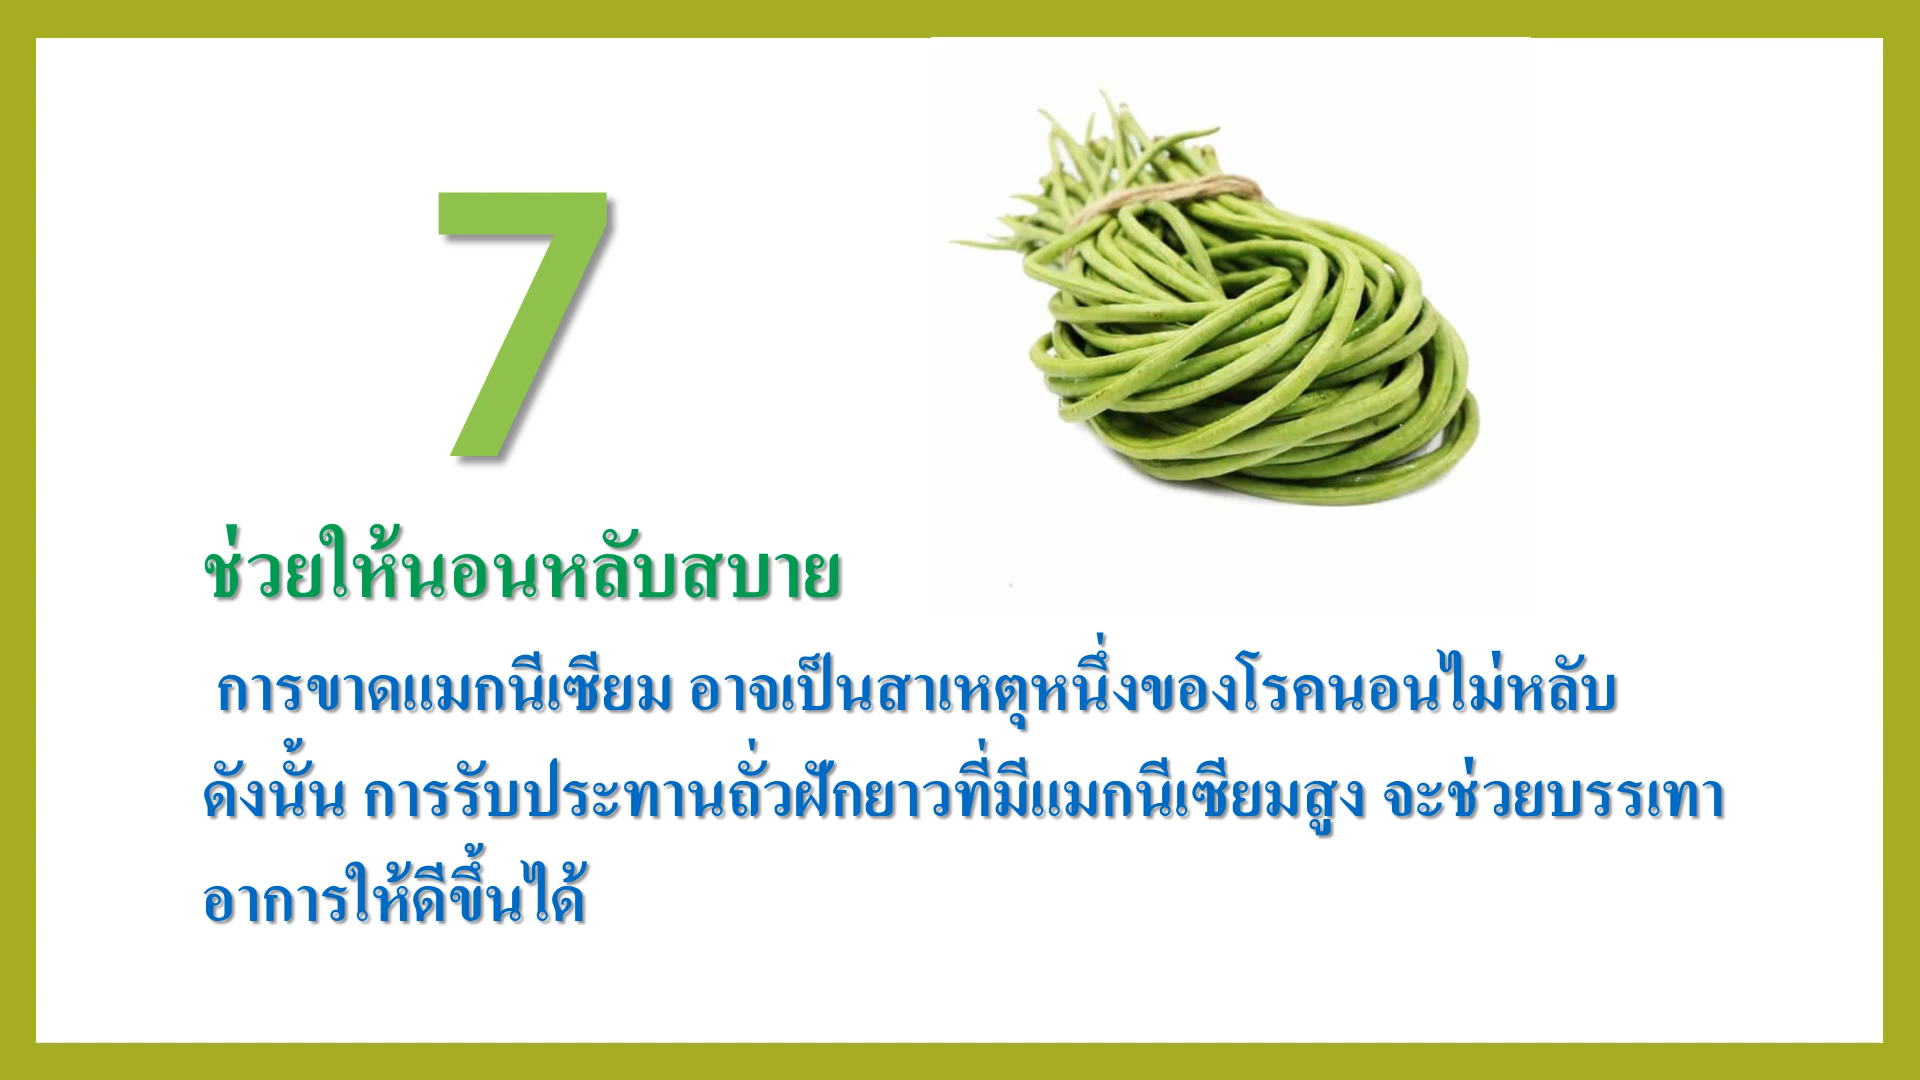 7
ช่วยให้นอนหลับสบาย
การขาดแมกนีเซียม อาจเป็นสาเหตุหนึ่งของโรคนอนไม่หลับ
ดังนั้น การรับประทานถั่วฝักยาวที่มีแมกนีเซียมสูง จะช่วยบรรเทา
อาการให้ดีขึ้นได้